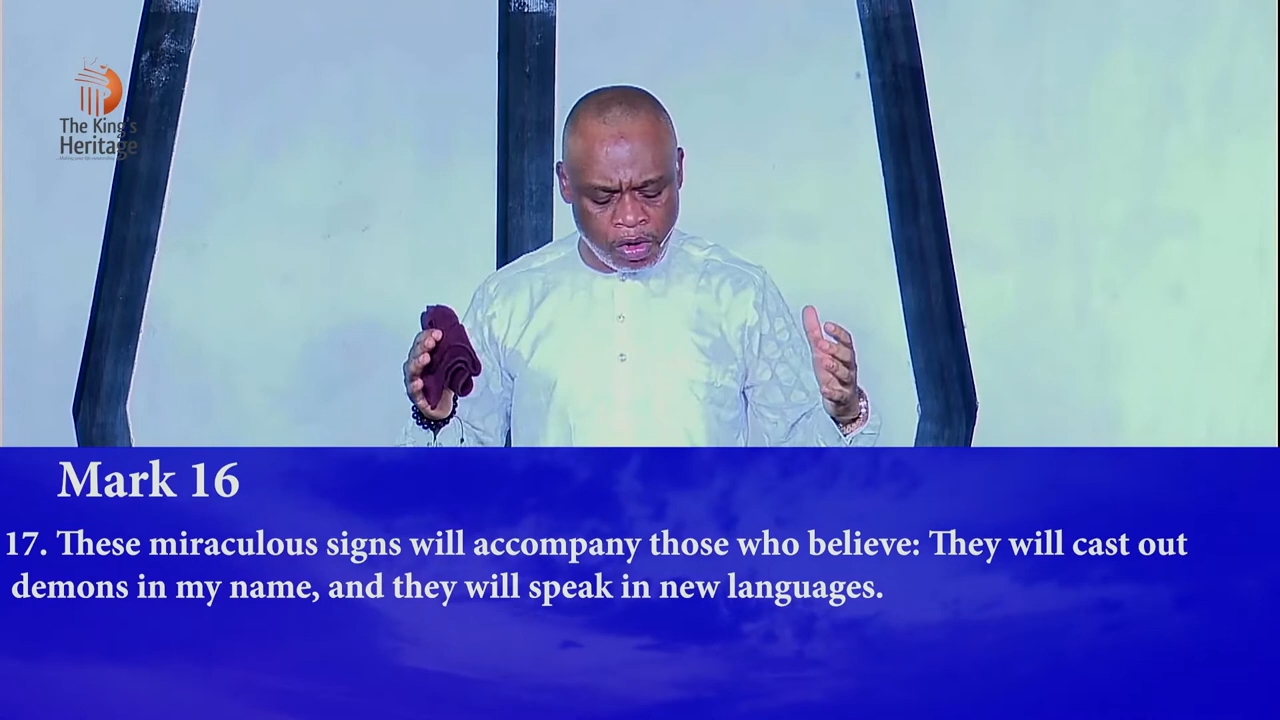 The King's
Heritage
Mark 16
17. These miraculous signs will accompany those who believe: They will cast out
demons in my name, and they will speak in new languages.